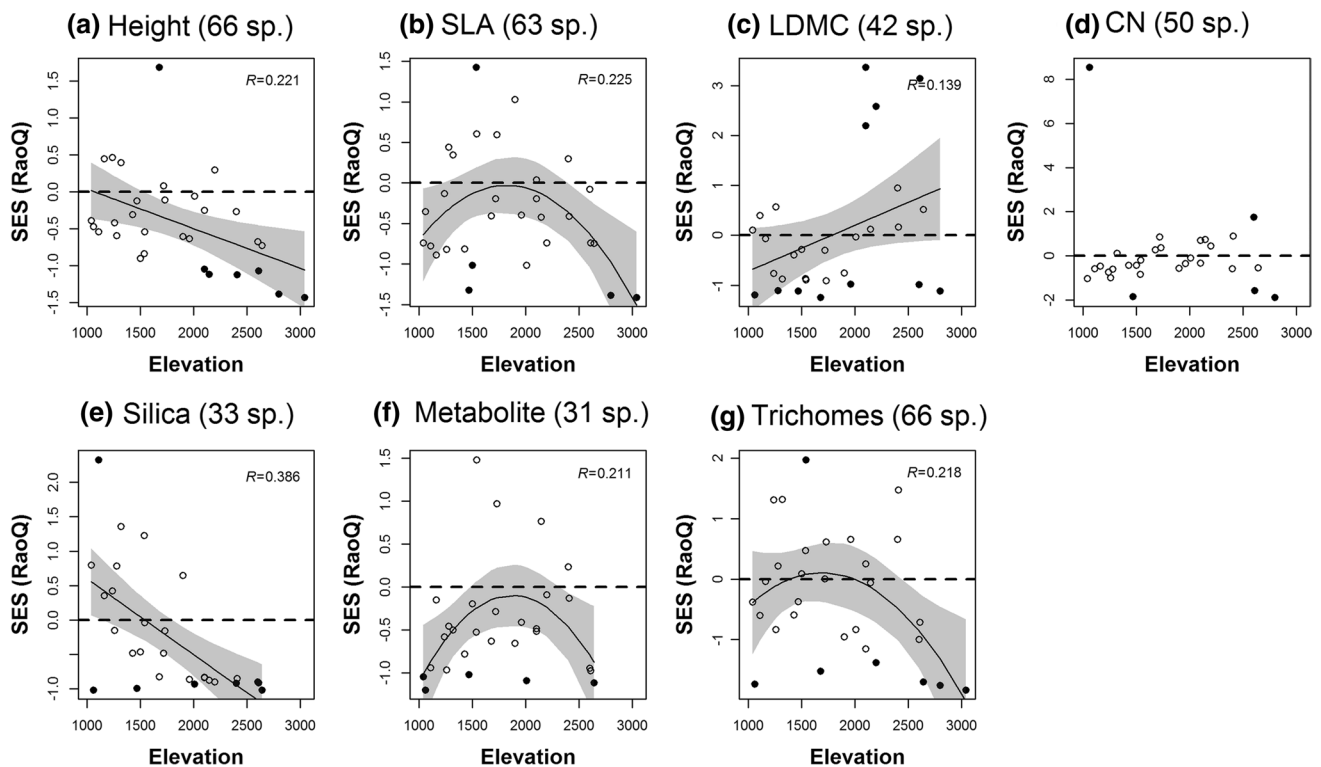 (a) Height (66 sp.)
SES (RaoQ)
1.5
1.0
0.5
0.0
-0.5
-1.0
-1.5
R=0.221
1000 1500 2000 2500 3000
Elevation
(b) SLA (63 sp.)
SES (RaoQ)
1.5
1.0
0.5
0.0
-0.5
-1.0
-1.5
R=0.225
1000 1500 2000 2500 3000
Elevation
(c) LDMC (42 sp.)
SES (RaoQ)
3
2
1
0
-1
R=0.139
1000 1500 2000 2500 3000
Elevation
(d) CN (50 sp.)
SES (RaoQ)
8
6
4
2
0
-2
1000 1500 2000 2500 3000
Elevation
(e) Silica (33 sp.)
SES (RaoQ)
2.0
1.5
1.0
0.5
0.0
-1.0
R=0.386
1000 1500 2000 2500 3000
Elevation
(f) Metabolite (31 sp.)
SES (RaoQ)
1.5
1.0
0.5
0.0
-0.5
-1.0
R=0.211
1000 1500 2000 2500 3000
Elevation
(g) Trichomes (66 sp.)
SES (RaoQ)
2
1
0
-1
R=0.218
1000 1500 2000 2500 3000
Elevation